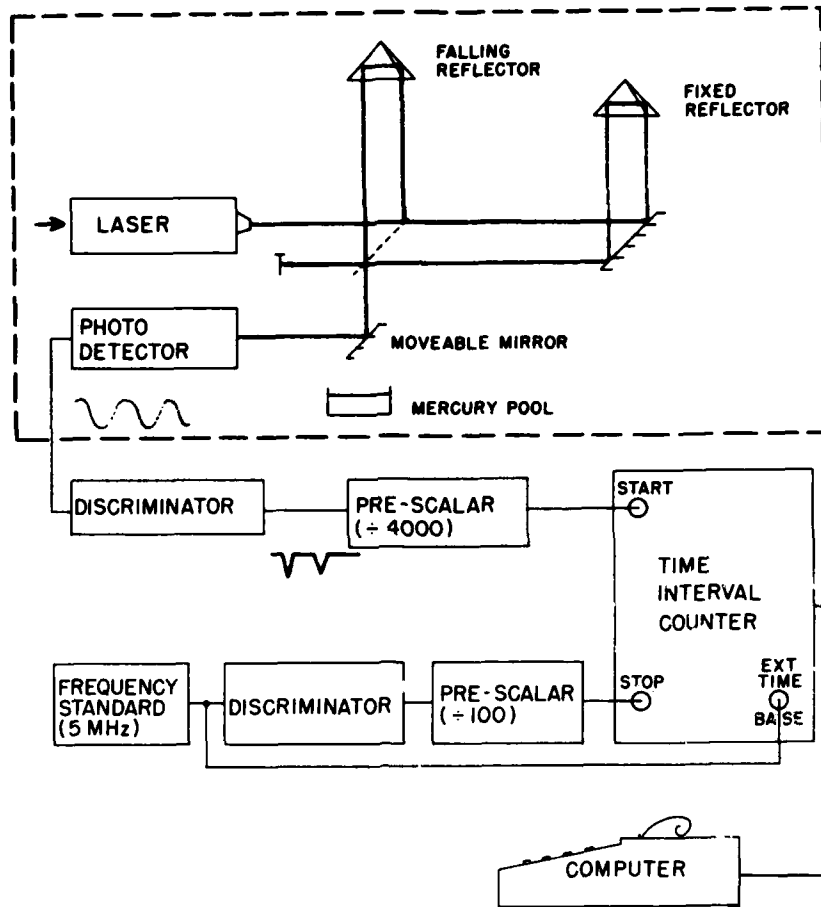 FALLING
REFLECTOR
FIXED
REFLECTOR
LASER
PHOTO
DETECTOR
MOVEABLE MIRROR
MERCURY POOL
DISCRIMINATOR
PRE-SCALAR
(÷ 4000)
START
TIME
INTERVAL
COUNTER
FREQUENCY
STANDARD
(5 MHz)
DISCRIMINATOR
PRE-SCALAR
(÷100)
STOP
EXT
TIME
BASE
COMPUTER